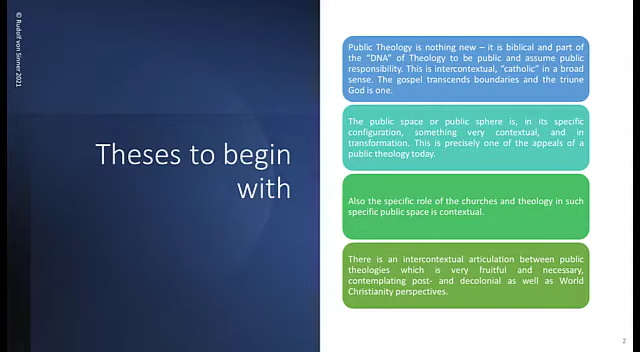 © Rudolf von Sinner 2021
Theses to begin
with
Public Theology is nothing new – it is biblical and part of
the “DNA” of Theology to be public and assume public
responsibility. This is intercontextual, “catholic” in a broad
sense. The gospel transcends boundaries and the triune
God is one.
The public space or public sphere is, in its specific
configuration, something very contextual, and in
transformation. This is precisely one of the appeals of a
public theology today.
Also the specific role of the churches and theology in such
specific public space is contextual.
There is an intercontextual articulation between public
theologies which is very fruitful and necessary,
contemplating post- and decolonial as well as World
Christianity perspectives.
2